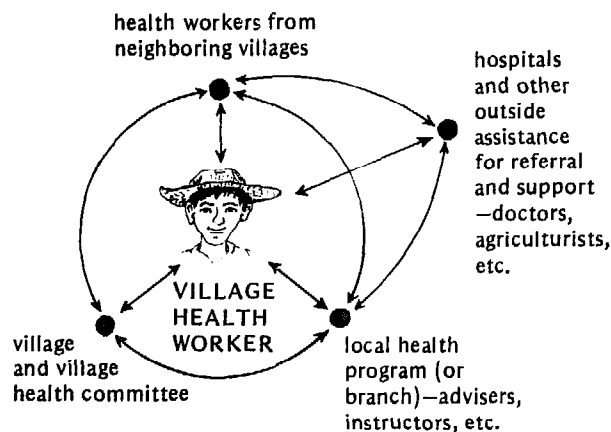 health workers from
neighboring villages
hospitals
and other
outside
assistance
for referral
and support
—doctors,
agriculturists,
etc.
VILLAGE
HEALTH
WORKER
village
and village
health committee
local health
program (or
branch)—advisers,
instructors, etc.